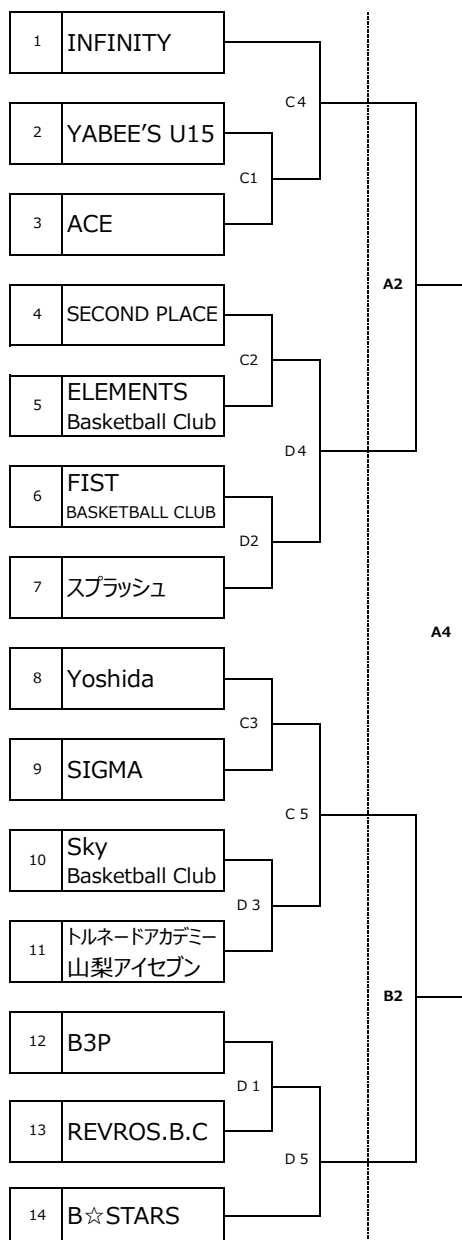 1 INFINITY
C 4
2 YABEE’S U15
C1
3 ACE
A2
4 SECOND PLACE
C2
5 ELEMENTS
Basketball Club
D 4
6 FIST
BASKETBALL CLUB
D2
7 スプラッシュ
A4
8 Yoshida
C3
9 SIGMA
C 5
10 Sky
Basketball Club
D 3
11 トルネードアカデミー
山梨アイセブン
B2
12 B3P
D 1
13 REVROS.B.C
D 5
14 B☆STARS